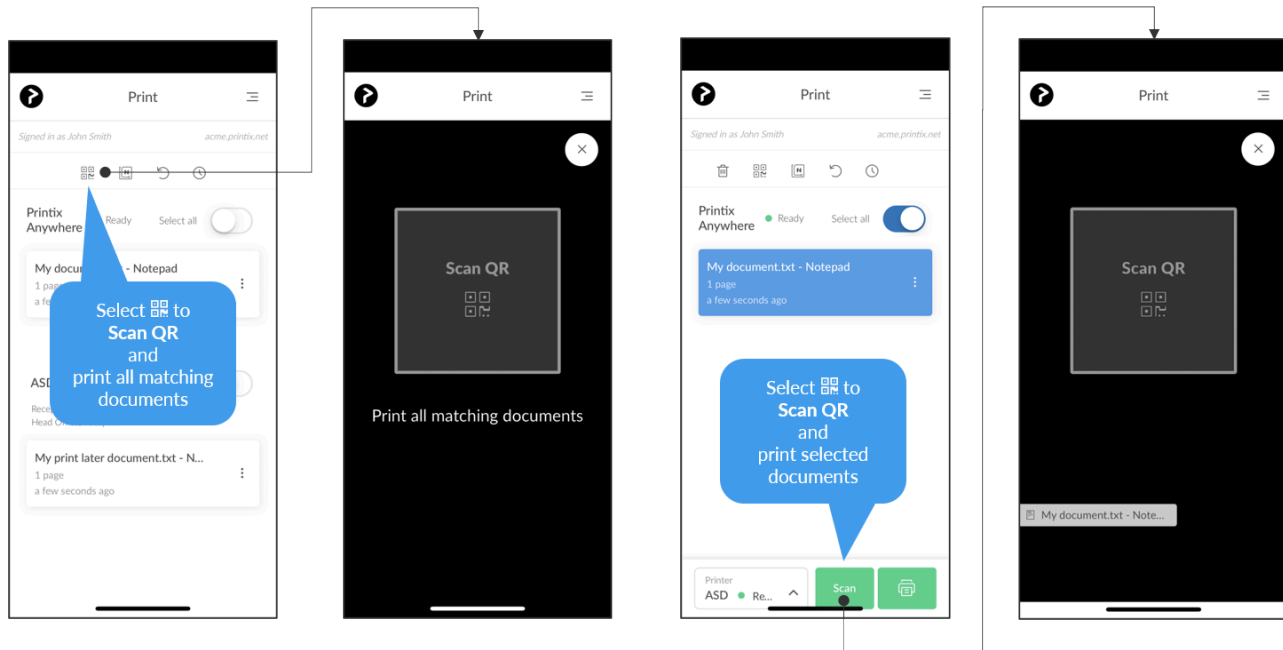 Print
Signed in as John Smith acme.printix.net
Printix
Anywhere Ready Select all
My docum - Notepad
1 page
a fe
Select to
Scan QR
and
print all matching
documents
ASD
Head O
My print later document.txt - N...
1 page
a few seconds ago
Print
Scan QR
Print all matching documents
Print
Signed in as John Smith acme.printix.net
Printix
Anywhere Ready Select all
My document.txt - Notepad
1 page
a few seconds ago
Select to
Scan QR
and
print selected
documents
Printer
ASD Re... Scan
Print
Scan QR
My document.txt - Note...